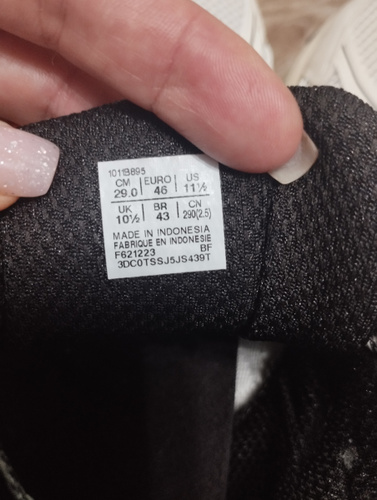 1011B895
CM EURO US
29.0 46 11½
UK BR CN
10½ 43 290(2.5)
MADE IN INDONESIA
FABRIQUE EN INDONESIE
F621223 BF
3DC0TSSJ5JS439T